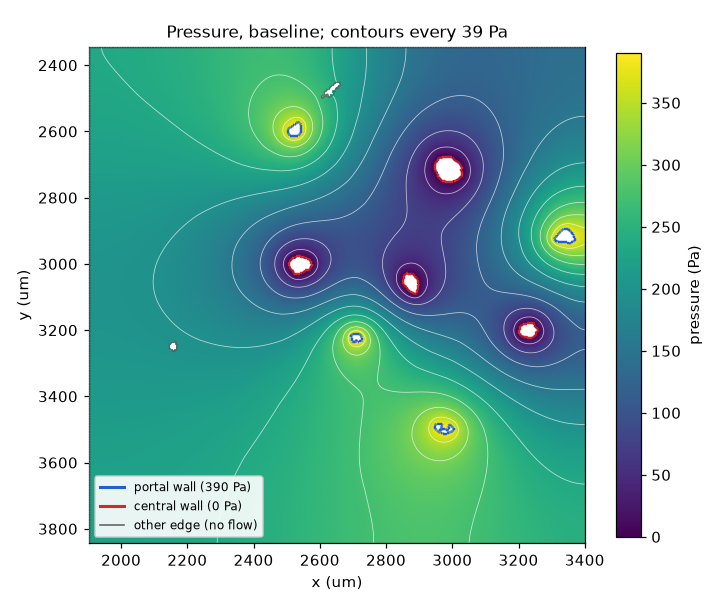 Pressure, baseline; contours every 39 Pa
y (um)
2400
2600
2800
3000
3200
3400
3600
3800
portal wall (390 Pa)
central wall (0 Pa)
other edge (no flow)
2000 2200 2400 2600 2800 3000 3200 3400
x (um)
350
300
250
200
150
100
50
0
pressure (Pa)